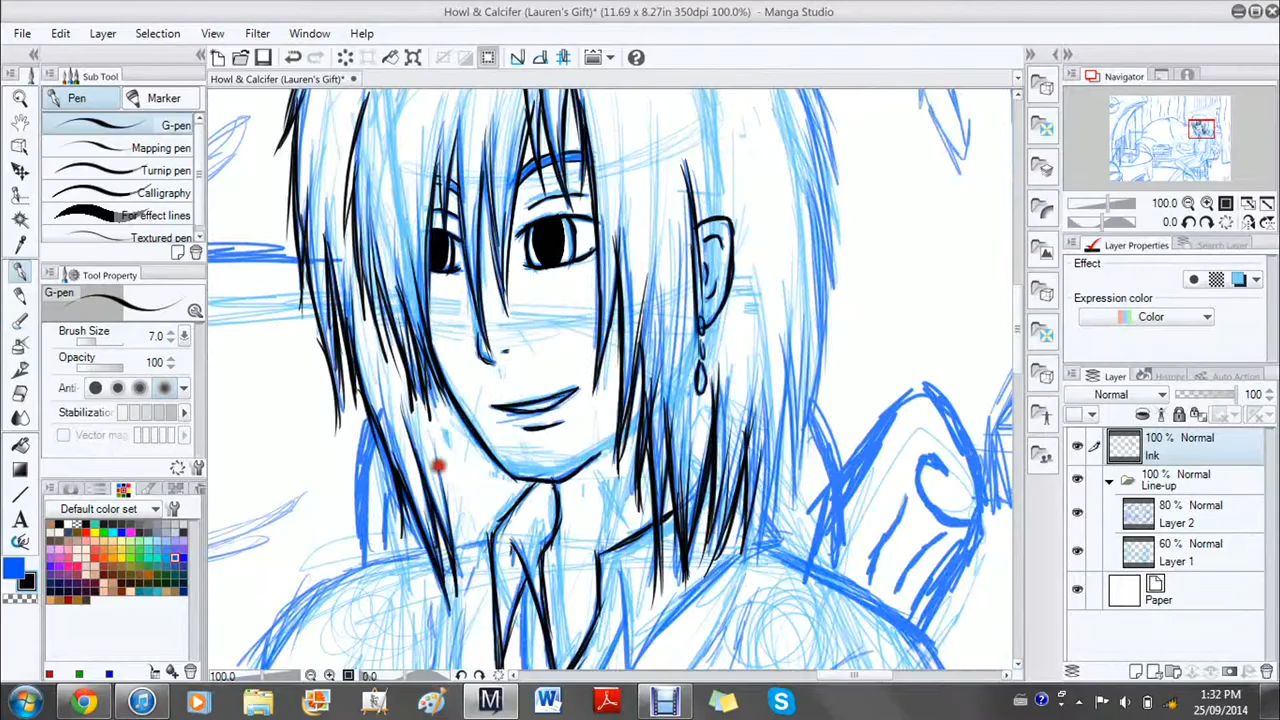 Howl & Calcifer (Lauren's Gift)* (11.69 x 8.27in 350dpi 100.0%) - Manga Studio
File Edit Layer Selection View Filter Window Help
Sub Tool
Howl & Calcifer (Lauren's Gift)*
Navigator
Pen Marker
G-pen
Mapping pen
Turnip pen
Calligraphy
For effect lines
Textured pen
100.0
0.0
Layer Properties Search Layer
Effect
Expression color
Color
Tool Property
G-pen
Brush Size 7.0
Opacity 100
Anti-
Stabilization
Vector mag
Layer History Auto Action
Normal 100
100 % Normal
Ink
100 % Normal
Line-up
80 % Normal
Layer 2
60 % Normal
Layer 1
Paper
Default color set
100.0 0.0
1:32 PM
25/09/2014